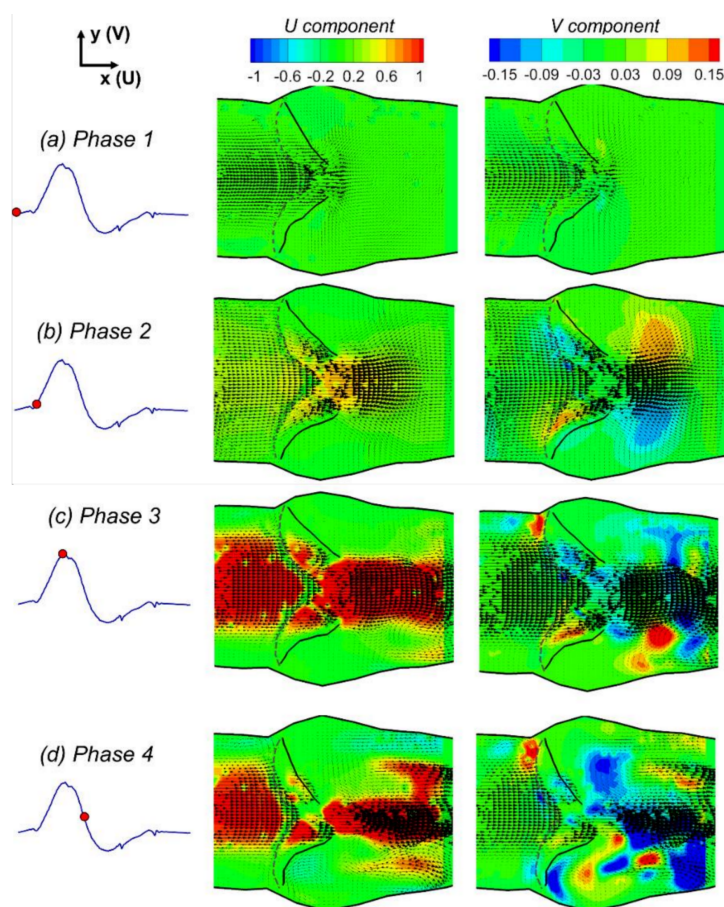 y (V)
x (U)
U component
-1 -0.6 -0.2 0.2 0.6 1
V component
-0.15 -0.09 -0.03 0.03 0.09 0.15
(a) Phase 1
(b) Phase 2
(c) Phase 3
(d) Phase 4